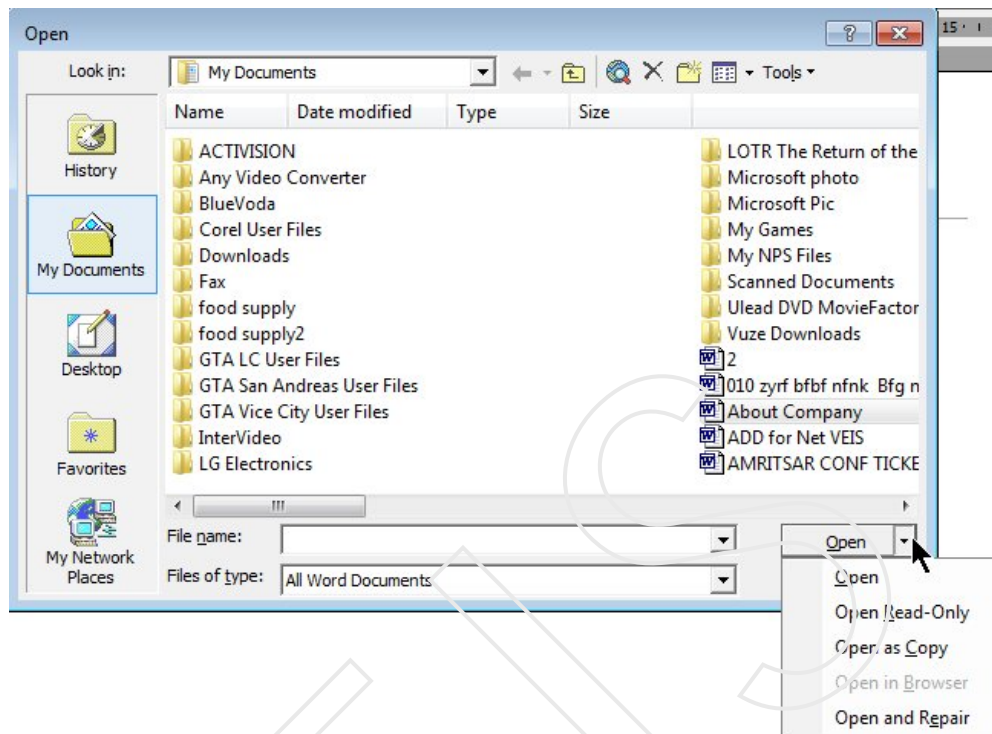 Open
15
Look in: My Documents Tools
Name Date modified Type Size
History
My Documents
Desktop
Favorites
My Network
Places
ACTIVISION
Any Video Converter
BlueVoda
Corel User Files
Downloads
Fax
food supply
food supply2
GTA LC User Files
GTA San Andreas User Files
GTA Vice City User Files
InterVideo
LG Electronics
LOTR The Return of the
Microsoft photo
Microsoft Pic
My Games
My NPS Files
Scanned Documents
Ulead DVD MovieFactor
Vuze Downloads
2
010 zyrf bfbf nfnk Bfg n
About Company
ADD for Net VEIS
AMRITSAR CONF TICKE
File name:
Files of type: All Word Documents
Open
Open
Open Read-Only
Open as Copy
Open in Browser
Open and Repair